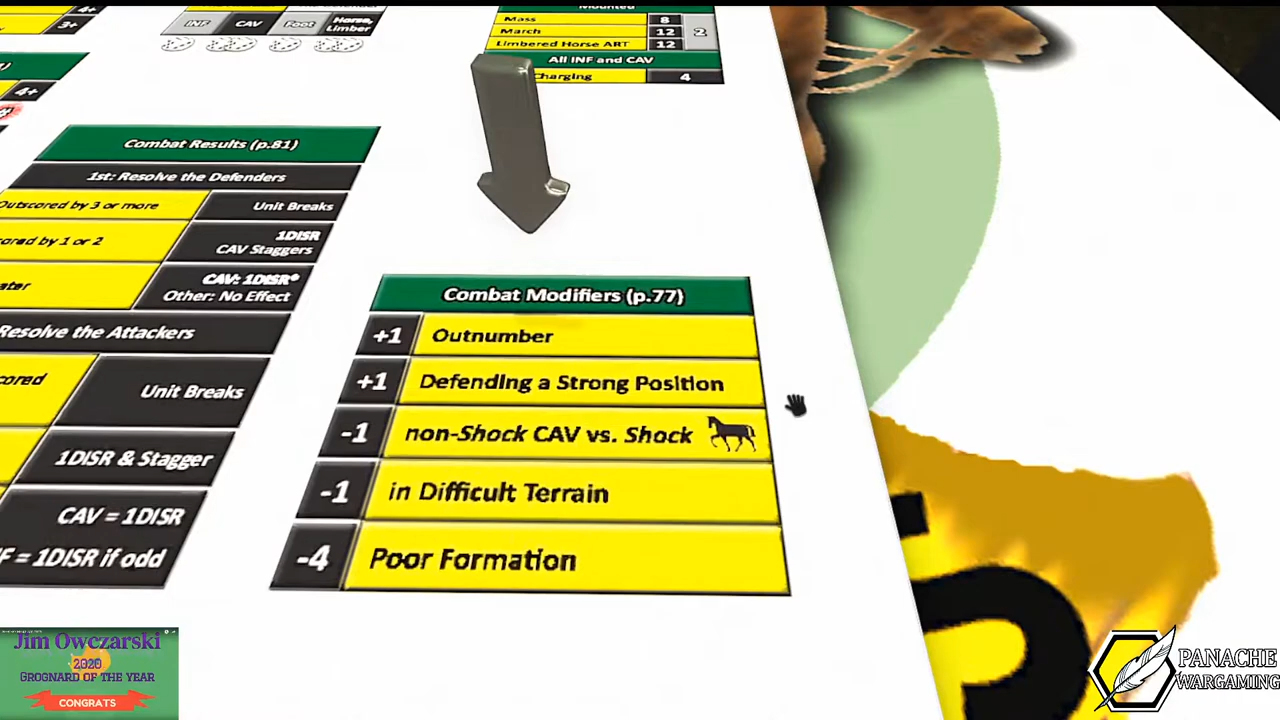 4+
3+
INF CAV Foot Horse, Limber
Mounted
Mass 8
March 12 2
Limbered Horse ART 12
All INF and CAV
Charging 4
4+
Combat Results (p.81)
1st: Resolve the Defenders
Outscored by 3 or more Unit Breaks
ored by 1 or 2 1DISR
CAV Staggers
ater CAV: 1DISR*
Other: No Effect
Resolve the Attackers
ored Unit Breaks
1DISR & Stagger
CAV = 1DISR
F = 1DISR if odd
Combat Modifiers (p.77)
+1 Outnumber
+1 Defending a Strong Position
-1 non-Shock CAV vs. Shock
-1 in Difficult Terrain
-4 Poor Formation
Jim Owczarski
2020
GROGNARD OF THE YEAR
CONGRATS
PANACHE
WARGAMING